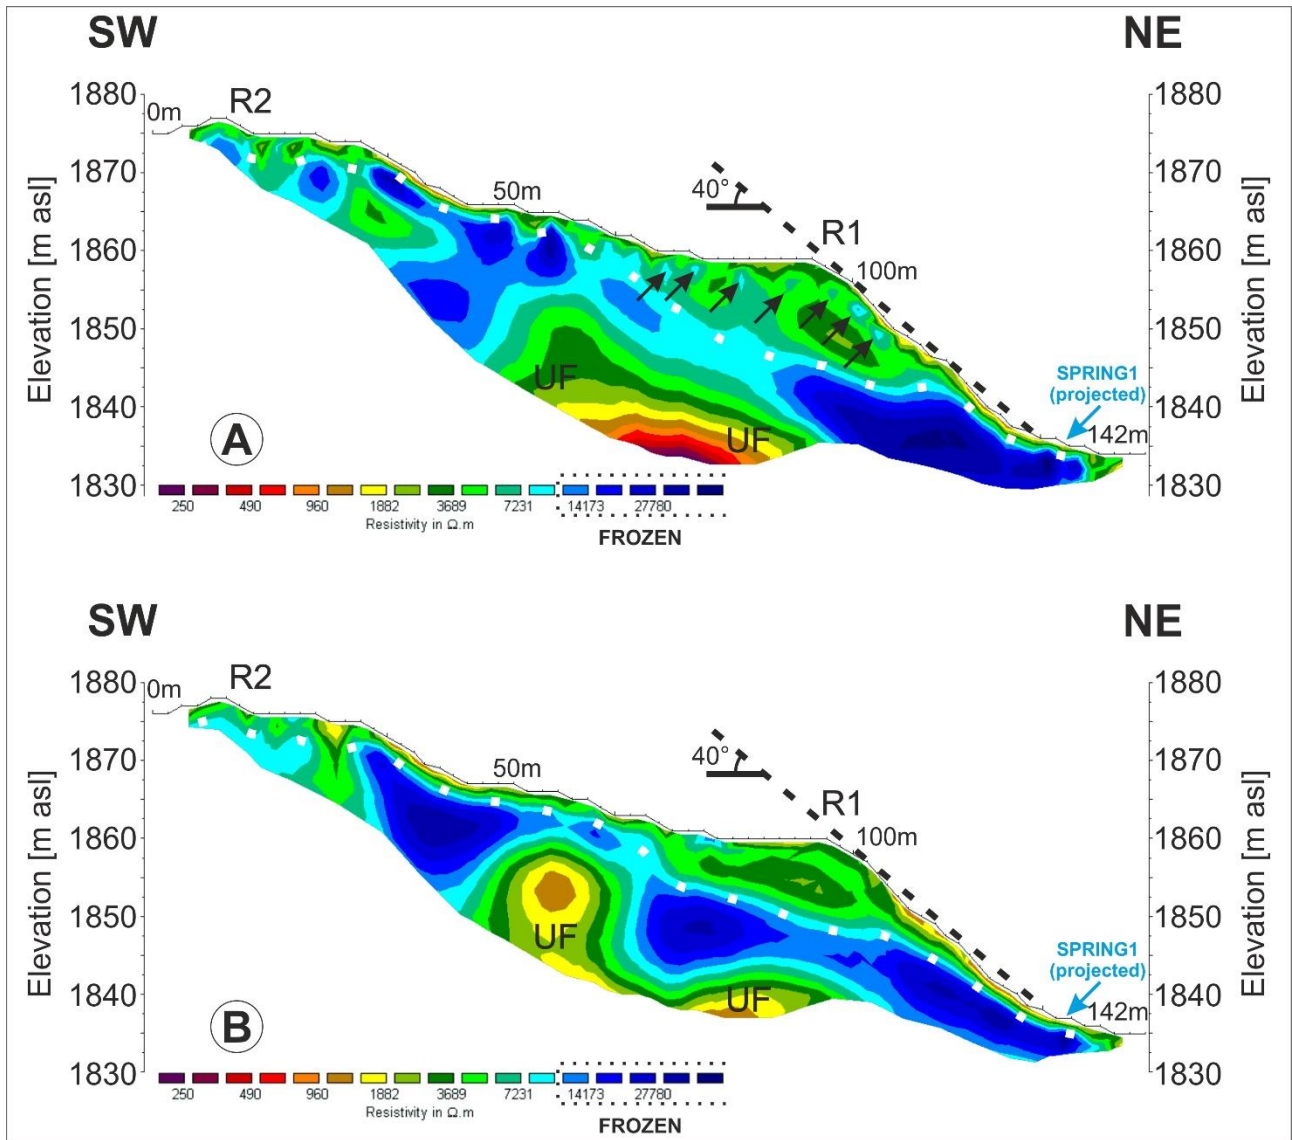 SW NE
1880 1880
0m R2
1870 1870
40°
50m
R1
1860 100m 1860
Elevation [m asl] Elevation [m asl]
1850 1850
SPRING1
(projected)
UF
1840 1840
UF 142m
A
1830 1830
250 490 960 1882 3689 7231 14173 27780
Resistivity in Ω.m
FROZEN
SW NE
1880 1880
0m R2
1870 1870
40°
50m
R1
1860 100m 1860
Elevation [m asl] Elevation [m asl]
1850 1850
UF
SPRING1
(projected)
1840 1840
UF 142m
B
1830 1830
250 490 960 1882 3689 7231 14173 27780
Resistivity in Ω.m
FROZEN